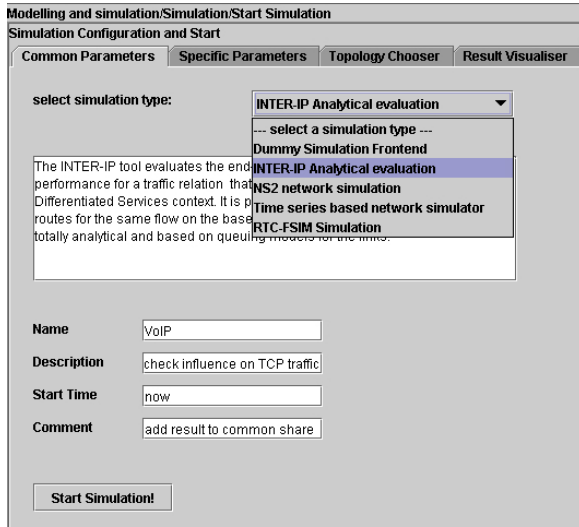 Modelling and simulation/Simulation/Start Simulation
Simulation Configuration and Start
Common Parameters Specific Parameters Topology Chooser Result Visualiser
select simulation type: INTER-IP Analytical evaluation
--- select a simulation type ---
Dummy Simulation Frontend
INTER-IP Analytical evaluation
NS2 network simulation
Time series based network simulator
RTC-FSIM Simulation
The INTER-IP tool evaluates the end
performance for a traffic relation that
Differentiated Services context. It is
routes for the same flow on the base
totally analytical and based on queuing models for the links.
Name VoIP
Description check influence on TCP traffic
Start Time now
Comment add result to common share
Start Simulation!